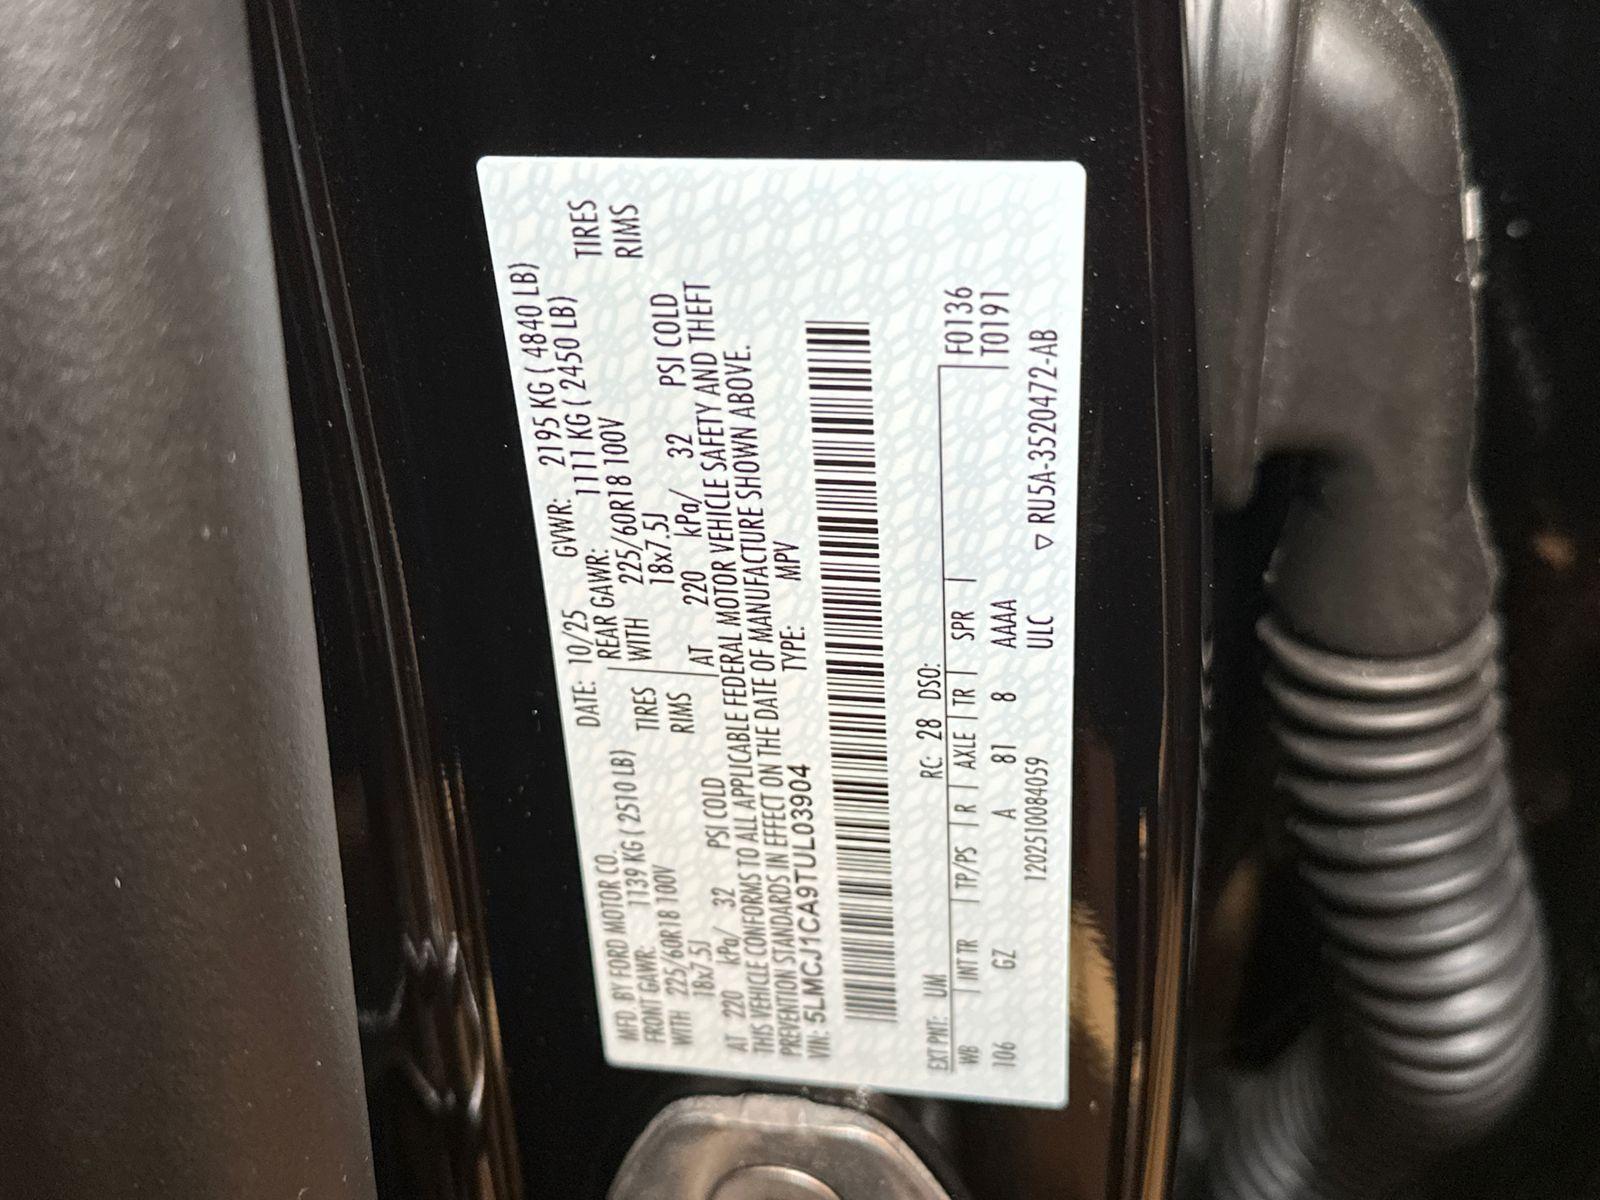 MFD. BY FORD MOTOR CO. DATE: 10/25 GVWR: 2195 KG ( 4840 LB)
FRONT GAWR: 1139 KG ( 2510 LB) REAR GAWR: 1111 KG ( 2450 LB)
WITH 225/60R18 100V TIRES WITH 225/60R18 100V TIRES
18x7.5J RIMS 18x7.5J RIMS
AT 220 kPa/ 32 PSI COLD AT 220 kPa/ 32 PSI COLD
THIS VEHICLE CONFORMS TO ALL APPLICABLE FEDERAL MOTOR VEHICLE SAFETY AND THEFT
PREVENTION STANDARDS IN EFFECT ON THE DATE OF MANUFACTURE SHOWN ABOVE.
VIN: 5LMCJ1CA9TUL03904 TYPE: MPV
EXT PNT: UM RC: 28 DSO: F0136
WB INT TR TP/PS R AXLE TR SPR T0191
106 GZ A 81 8 AAAA
1202510084059 ULC ▽ RU5A-3520472-AB